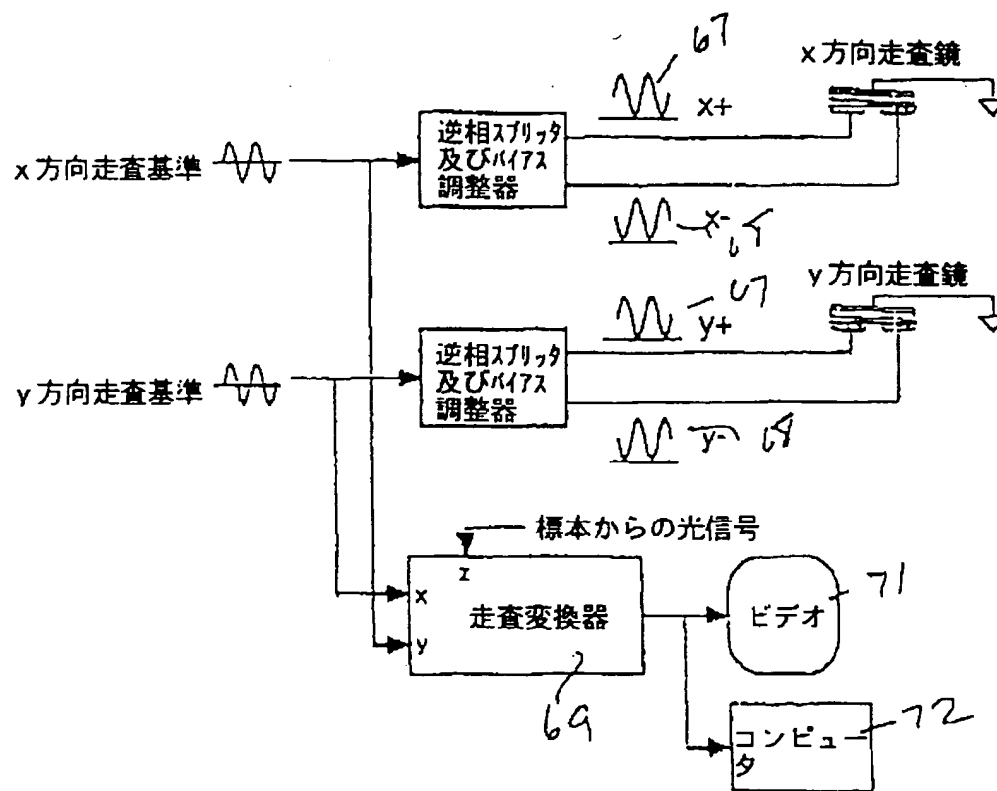 67
x方向走査鏡
x+
逆相スプリッタ
及びバイアス
調整器
x方向走査基準
x-
y方向走査鏡
67
y+
逆相スプリッタ
及びバイアス
調整器
y方向走査基準
y-
68
標本からの光信号
z
x
走査変換器
y
69
ビデオ
71
コンピュー
タ
72